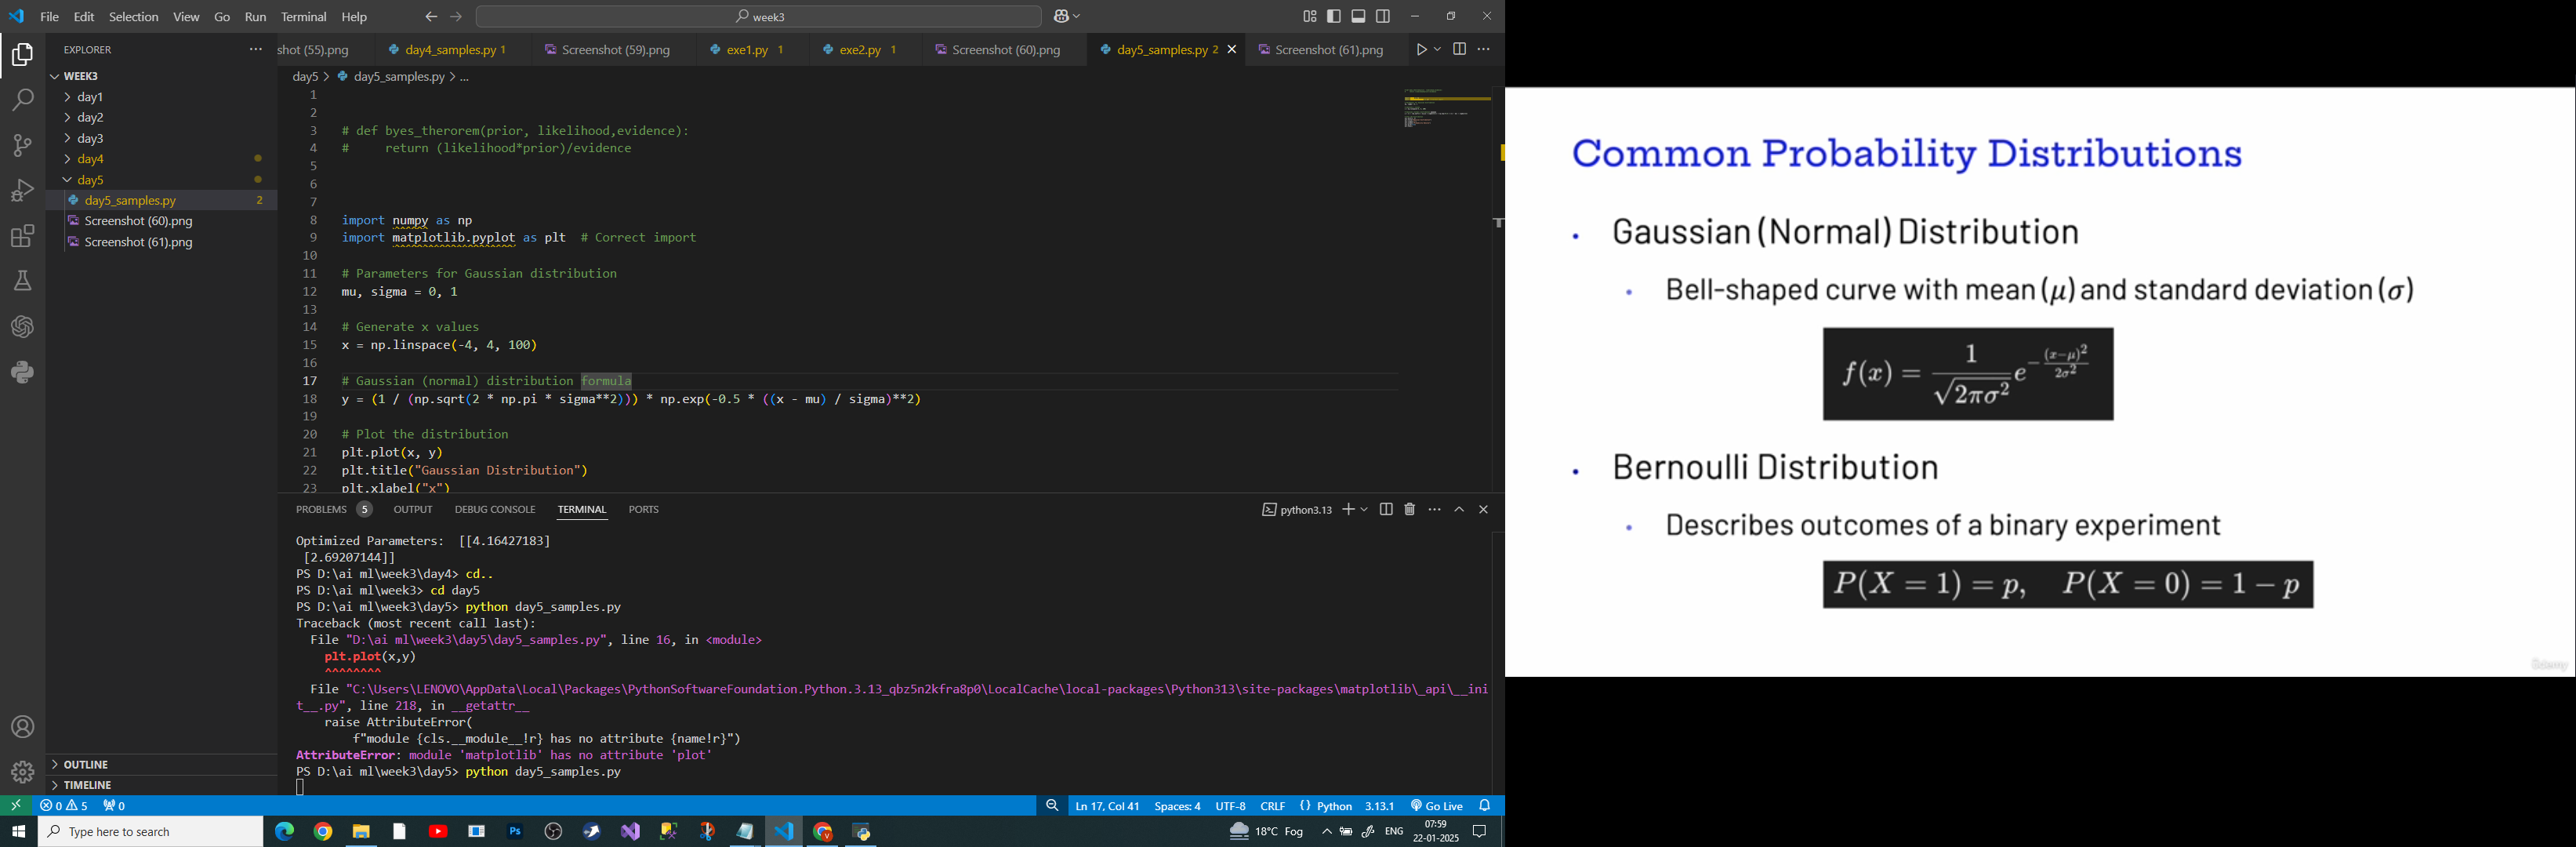 File Edit Selection View Go Run Terminal Help
week3
EXPLORER
WEEK3
day1
day2
day3
day4
day5
day5_samples.py 2
Screenshot (60).png
Screenshot (61).png
OUTLINE
TIMELINE
shot (55).png
day4_samples.py 1
Screenshot (59).png
exe1.py 1
exe2.py 1
Screenshot (60).png
day5_samples.py 2
Screenshot (61).png
day5 > day5_samples.py > ...
1
2
3 # def byes_therorem(prior, likelihood,evidence):
4 #     return (likelihood*prior)/evidence
5
6
7
8 import numpy as np
9 import matplotlib.pyplot as plt  # Correct import
10
11 # Parameters for Gaussian distribution
12 mu, sigma = 0, 1
13
14 # Generate x values
15 x = np.linspace(-4, 4, 100)
16
17 # Gaussian (normal) distribution formula
18 y = (1 / (np.sqrt(2 * np.pi * sigma**2))) * np.exp(-0.5 * ((x - mu) / sigma)**2)
19
20 # Plot the distribution
21 plt.plot(x, y)
22 plt.title("Gaussian Distribution")
23 plt.xlabel("x")
PROBLEMS 5 OUTPUT DEBUG CONSOLE TERMINAL PORTS
python3.13
Optimized Parameters:  [[4.16427183]
 [2.69207144]]
PS D:\ai ml\week3\day4> cd..
PS D:\ai ml\week3> cd day5
PS D:\ai ml\week3\day5> python day5_samples.py
Traceback (most recent call last):
  File "D:\ai ml\week3\day5\day5_samples.py", line 16, in <module>
    plt.plot(x,y)
    ^^^^^^^^
  File "C:\Users\LENOVO\AppData\Local\Packages\PythonSoftwareFoundation.Python.3.13_qbz5n2kfra8p0\LocalCache\local-packages\Python313\site-packages\matplotlib\_api\__ini
t__.py", line 218, in __getattr__
    raise AttributeError(
        f"module {cls.__module__!r} has no attribute {name!r}")
AttributeError: module 'matplotlib' has no attribute 'plot'
PS D:\ai ml\week3\day5> python day5_samples.py
0 5 0
Ln 17, Col 41 Spaces: 4 UTF-8 CRLF {} Python 3.13.1 Go Live
Type here to search
Ps
18°C Fog
ENG
07:59
22-01-2025
Common Probability Distributions
• Gaussian (Normal) Distribution
• Bell-shaped curve with mean (μ) and standard deviation (σ)
f(x) = 1/√(2πσ²) e^(-(x-μ)²/2σ²)
• Bernoulli Distribution
• Describes outcomes of a binary experiment
P(X = 1) = p, P(X = 0) = 1 − p
Udemy